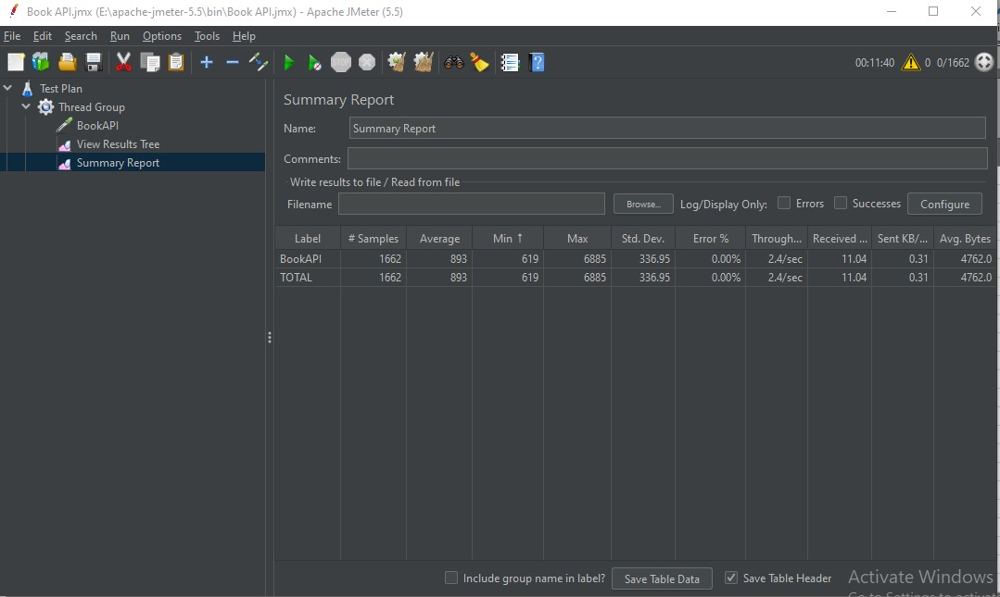 Book API.jmx (E:\apache-jmeter-5.5\bin\Book API.jmx) - Apache JMeter (5.5)
File Edit Search Run Options Tools Help
00:11:40 0 0/1662
Test Plan
Thread Group
BookAPI
View Results Tree
Summary Report
Summary Report
Name: Summary Report
Comments:
Write results to file / Read from file
Filename Browse... Log/Display Only: Errors Successes Configure
Label # Samples Average Min ↑ Max Std. Dev. Error % Through... Received ... Sent KB/... Avg. Bytes
BookAPI 1662 893 619 6885 336.95 0.00% 2.4/sec 11.04 0.31 4762.0
TOTAL 1662 893 619 6885 336.95 0.00% 2.4/sec 11.04 0.31 4762.0
Include group name in label? Save Table Data Save Table Header
Activate Windows
Go to Settings to activat